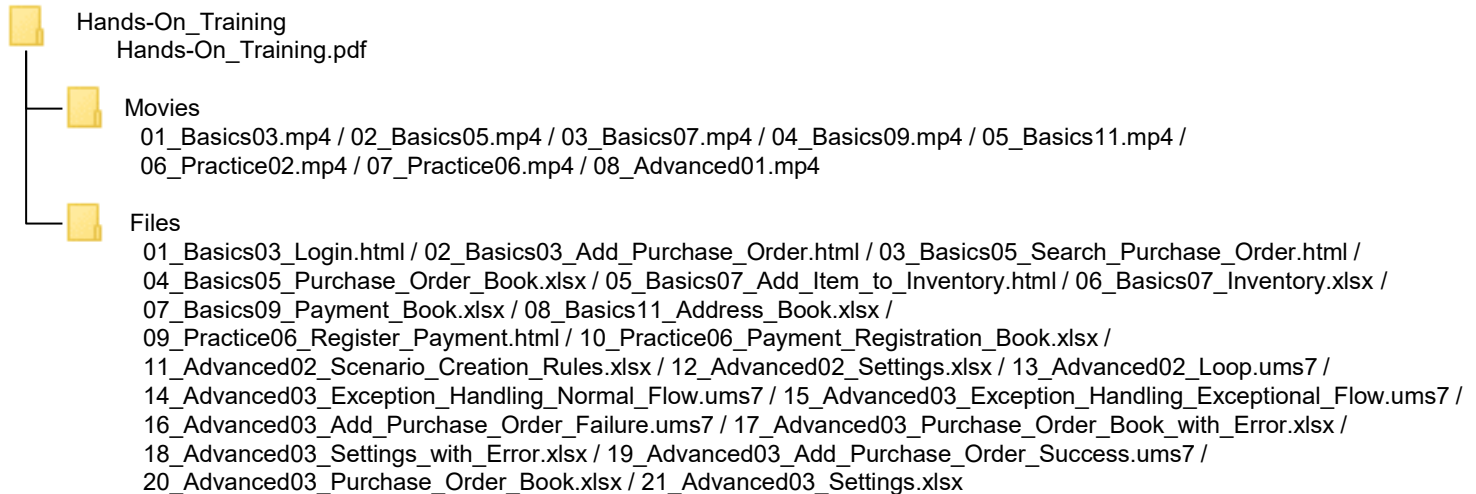 Hands-On_Training
Hands-On_Training.pdf
Movies
01_Basics03.mp4 / 02_Basics05.mp4 / 03_Basics07.mp4 / 04_Basics09.mp4 / 05_Basics11.mp4 /
06_Practice02.mp4 / 07_Practice06.mp4 / 08_Advanced01.mp4
Files
01_Basics03_Login.html / 02_Basics03_Add_Purchase_Order.html / 03_Basics05_Search_Purchase_Order.html /
04_Basics05_Purchase_Order_Book.xlsx / 05_Basics07_Add_Item_to_Inventory.html / 06_Basics07_Inventory.xlsx /
07_Basics09_Payment_Book.xlsx / 08_Basics11_Address_Book.xlsx /
09_Practice06_Register_Payment.html / 10_Practice06_Payment_Registration_Book.xlsx /
11_Advanced02_Scenario_Creation_Rules.xlsx / 12_Advanced02_Settings.xlsx / 13_Advanced02_Loop.ums7 /
14_Advanced03_Exception_Handling_Normal_Flow.ums7 / 15_Advanced03_Exception_Handling_Exceptional_Flow.ums7 /
16_Advanced03_Add_Purchase_Order_Failure.ums7 / 17_Advanced03_Purchase_Order_Book_with_Error.xlsx /
18_Advanced03_Settings_with_Error.xlsx / 19_Advanced03_Add_Purchase_Order_Success.ums7 /
20_Advanced03_Purchase_Order_Book.xlsx / 21_Advanced03_Settings.xlsx